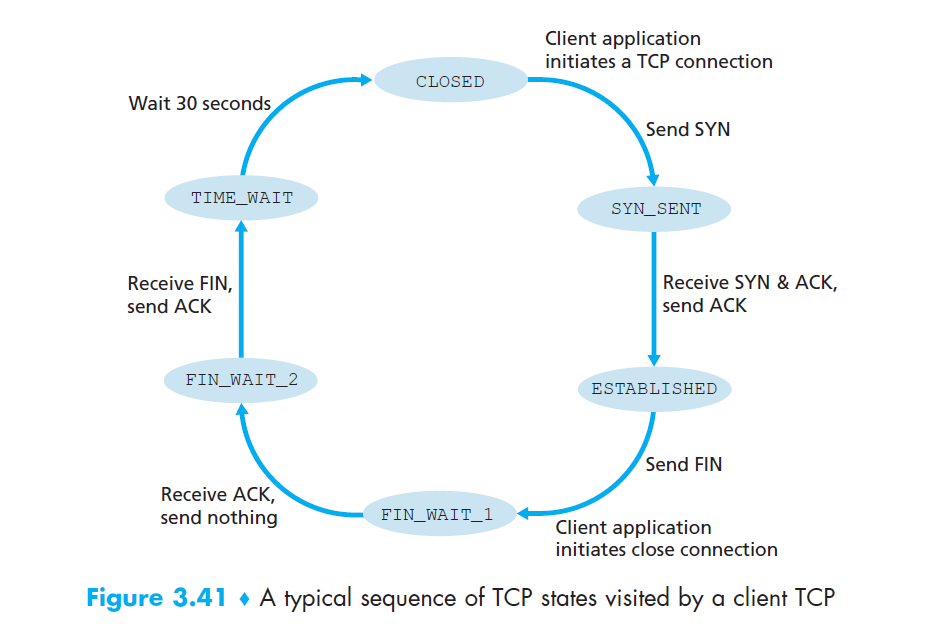 Client application
initiates a TCP connection
CLOSED
Wait 30 seconds
Send SYN
TIME_WAIT
SYN_SENT
Receive FIN,
send ACK
Receive SYN & ACK,
send ACK
FIN_WAIT_2
ESTABLISHED
Send FIN
Receive ACK,
send nothing
FIN_WAIT_1
Client application
initiates close connection
Figure 3.41 ♦ A typical sequence of TCP states visited by a client TCP